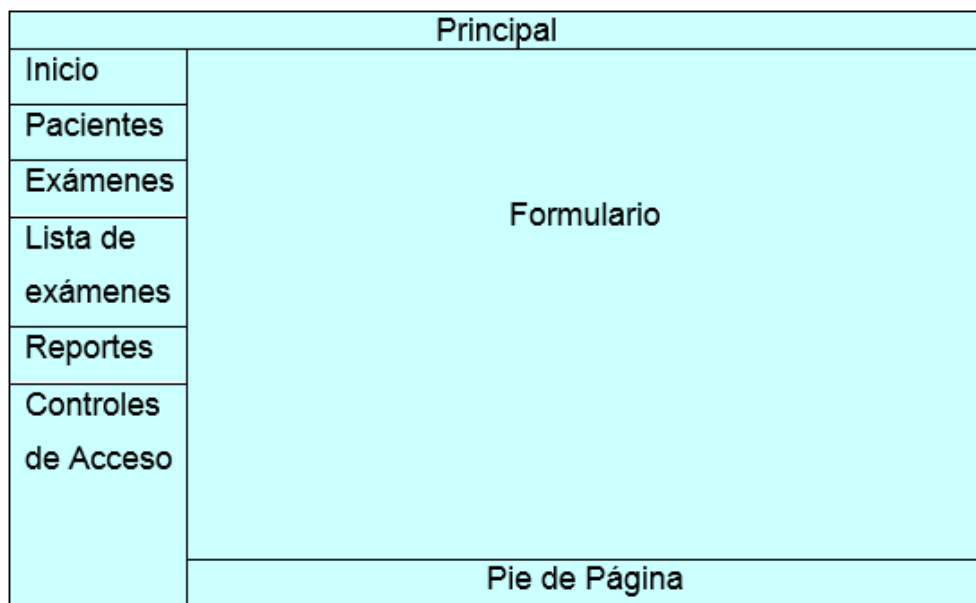 Principal
Inicio
Pacientes
Exámenes
Lista de
exámenes
Reportes
Controles
de Acceso
Formulario
Pie de Página